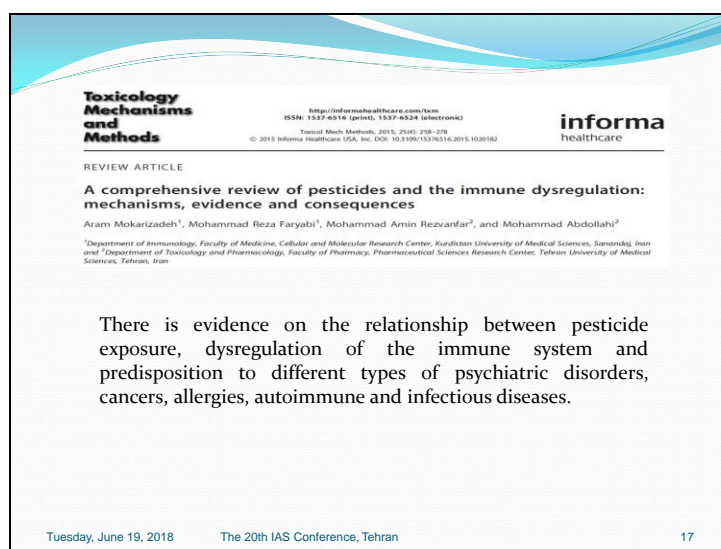 Toxicology
Mechanisms
and
Methods
http://informahealthcare.com/txm
ISSN: 1537-6516 (print), 1537-6524 (electronic)
Toxicol Mech Methods, 2015; 25(4): 258–278
© 2015 Informa Healthcare USA, Inc. DOI: 10.3109/15376516.2015.1020182
informa
healthcare
REVIEW ARTICLE
A comprehensive review of pesticides and the immune dysregulation:
mechanisms, evidence and consequences
Aram Mokarizadeh¹, Mohammad Reza Faryabi¹, Mohammad Amin Rezvanfar², and Mohammad Abdollahi²
¹Department of Immunology, Faculty of Medicine, Cellular and Molecular Research Center, Kurdistan University of Medical Sciences, Sanandaj, Iran
and ²Department of Toxicology and Pharmacology, Faculty of Pharmacy, Pharmaceutical Sciences Research Center, Tehran University of Medical
Sciences, Tehran, Iran
There is evidence on the relationship between pesticide
exposure, dysregulation of the immune system and
predisposition to different types of psychiatric disorders,
cancers, allergies, autoimmune and infectious diseases.
Tuesday, June 19, 2018 The 20th IAS Conference, Tehran 17